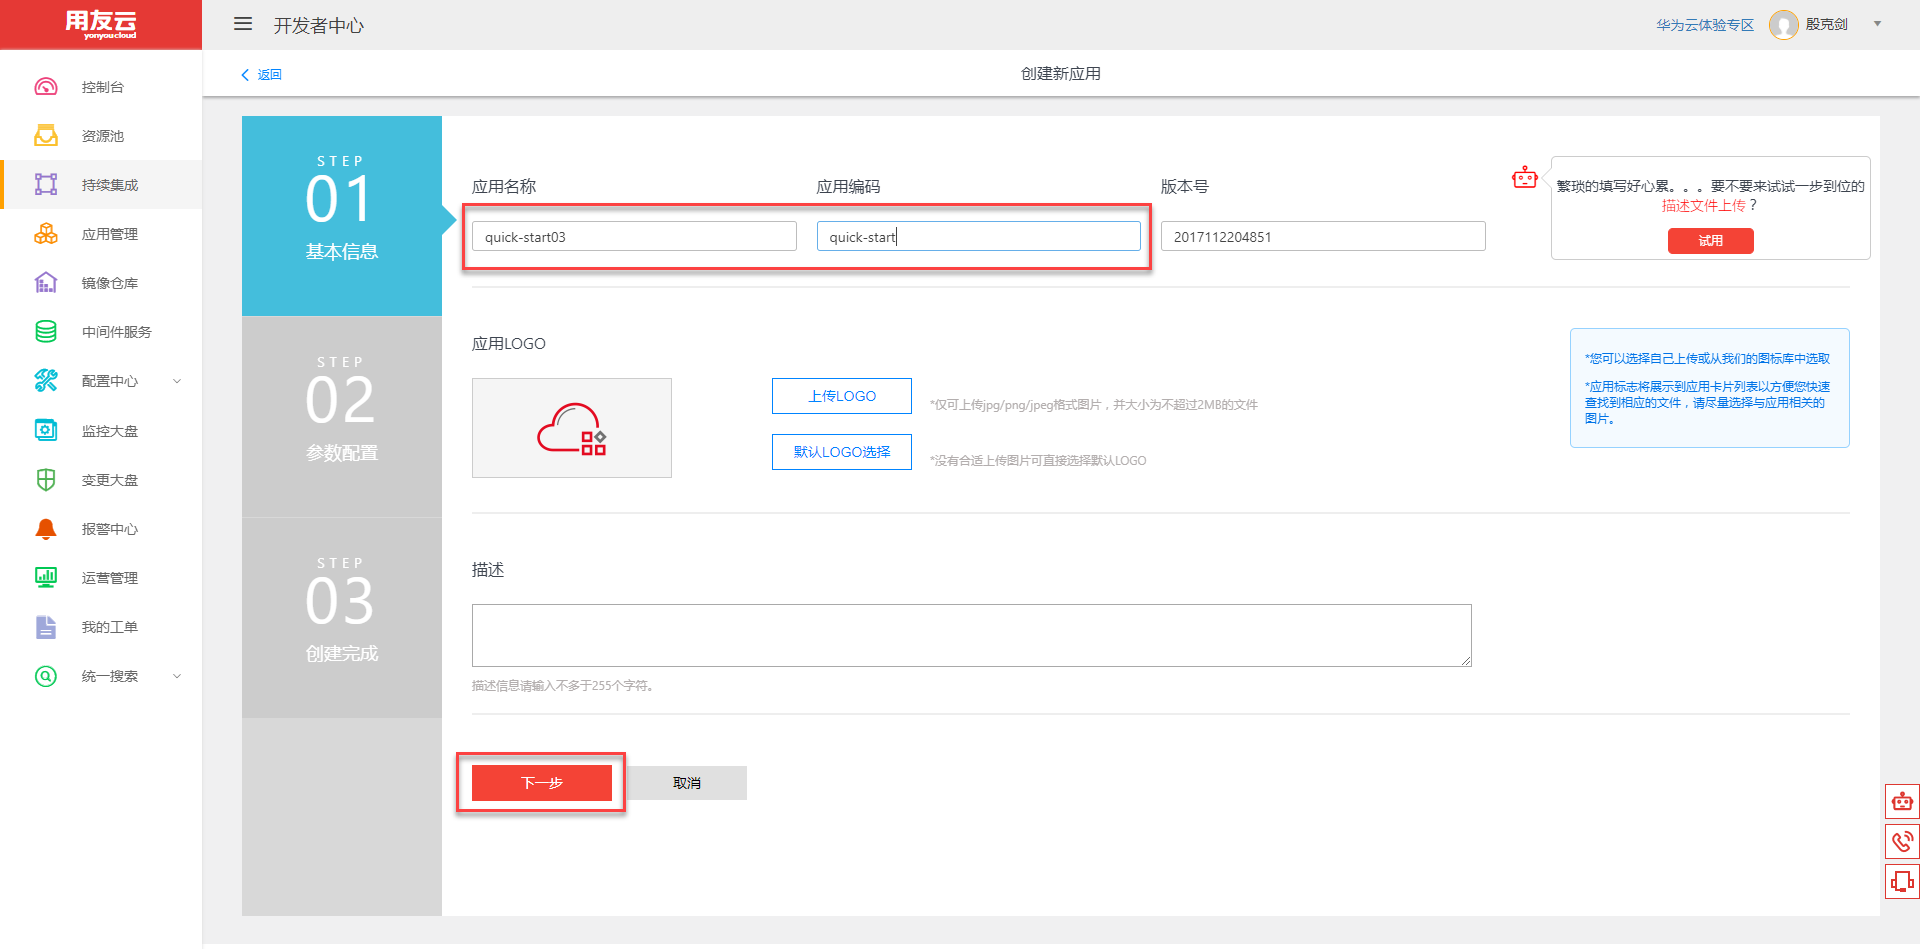 用友云
yonyoucloud
开发者中心
华为云体验专区
殷克剑
返回
创建新应用
控制台
资源池
持续集成
应用管理
镜像仓库
中间件服务
配置中心
监控大盘
变更大盘
报警中心
运营管理
我的工单
统一搜索
STEP
01
基本信息
STEP
02
参数配置
STEP
03
创建完成
应用名称
应用编码
版本号
quick-start03
quick-start
2017112204851
繁琐的填写好心累。。。要不要来试试一步到位的
描述文件上传？
试用
应用LOGO
上传LOGO
*仅可上传jpg/png/jpeg格式图片，并大小为不超过2MB的文件
默认LOGO选择
*没有合适上传图片可直接选择默认LOGO
*您可以选择自己上传或从我们的图标库中选取
*应用标志将展示到应用卡片列表以方便您快速
查找到相应的文件，请尽量选择与应用相关的
图片。
描述
描述信息请输入不多于255个字符。
下一步
取消